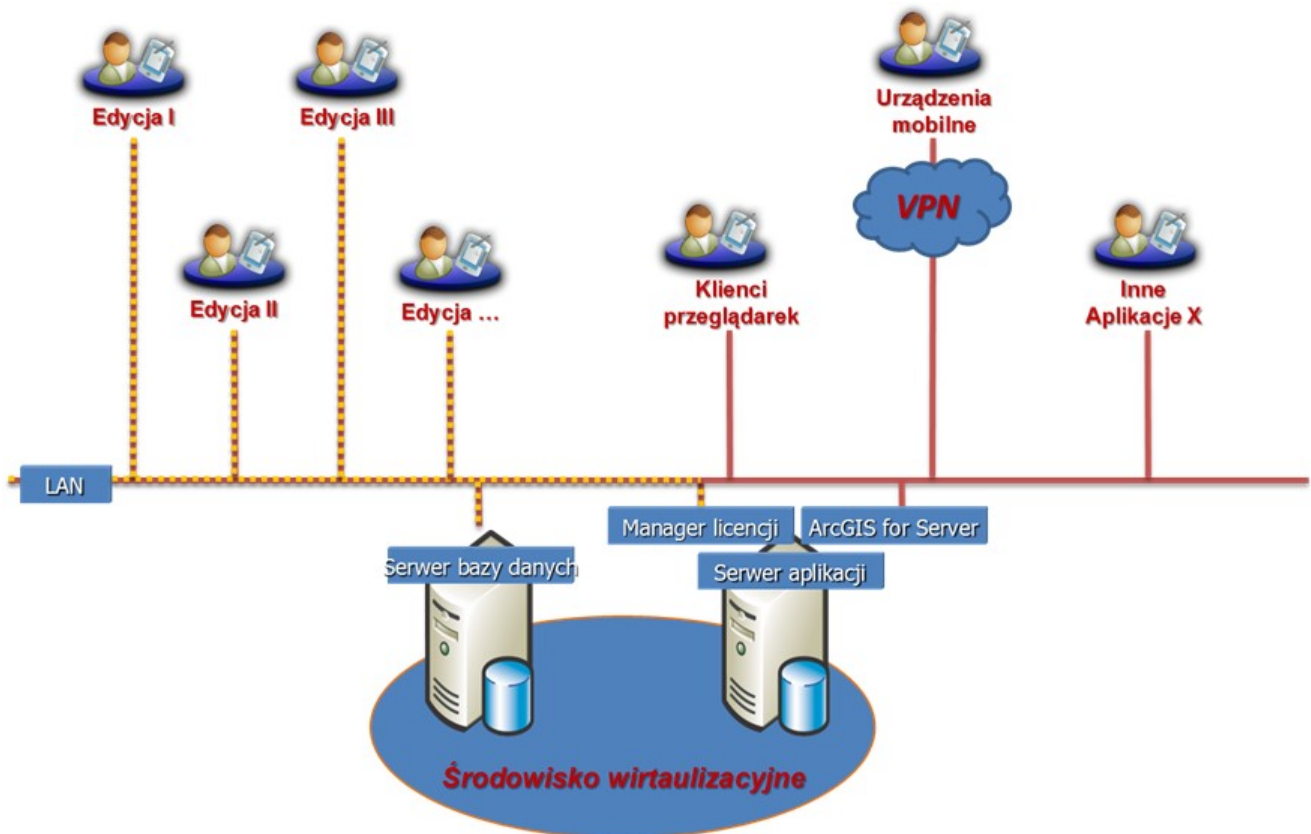 Edycja I
Edycja III
Urządzenia
mobilne
VPN
Edycja II
Edycja ...
Klienci
przeglądarek
Inne
Aplikacje X
LAN
Manager licencji
ArcGIS for Server
Serwer bazy danych
Serwer aplikacji
Środowisko wirtaulizacyjne